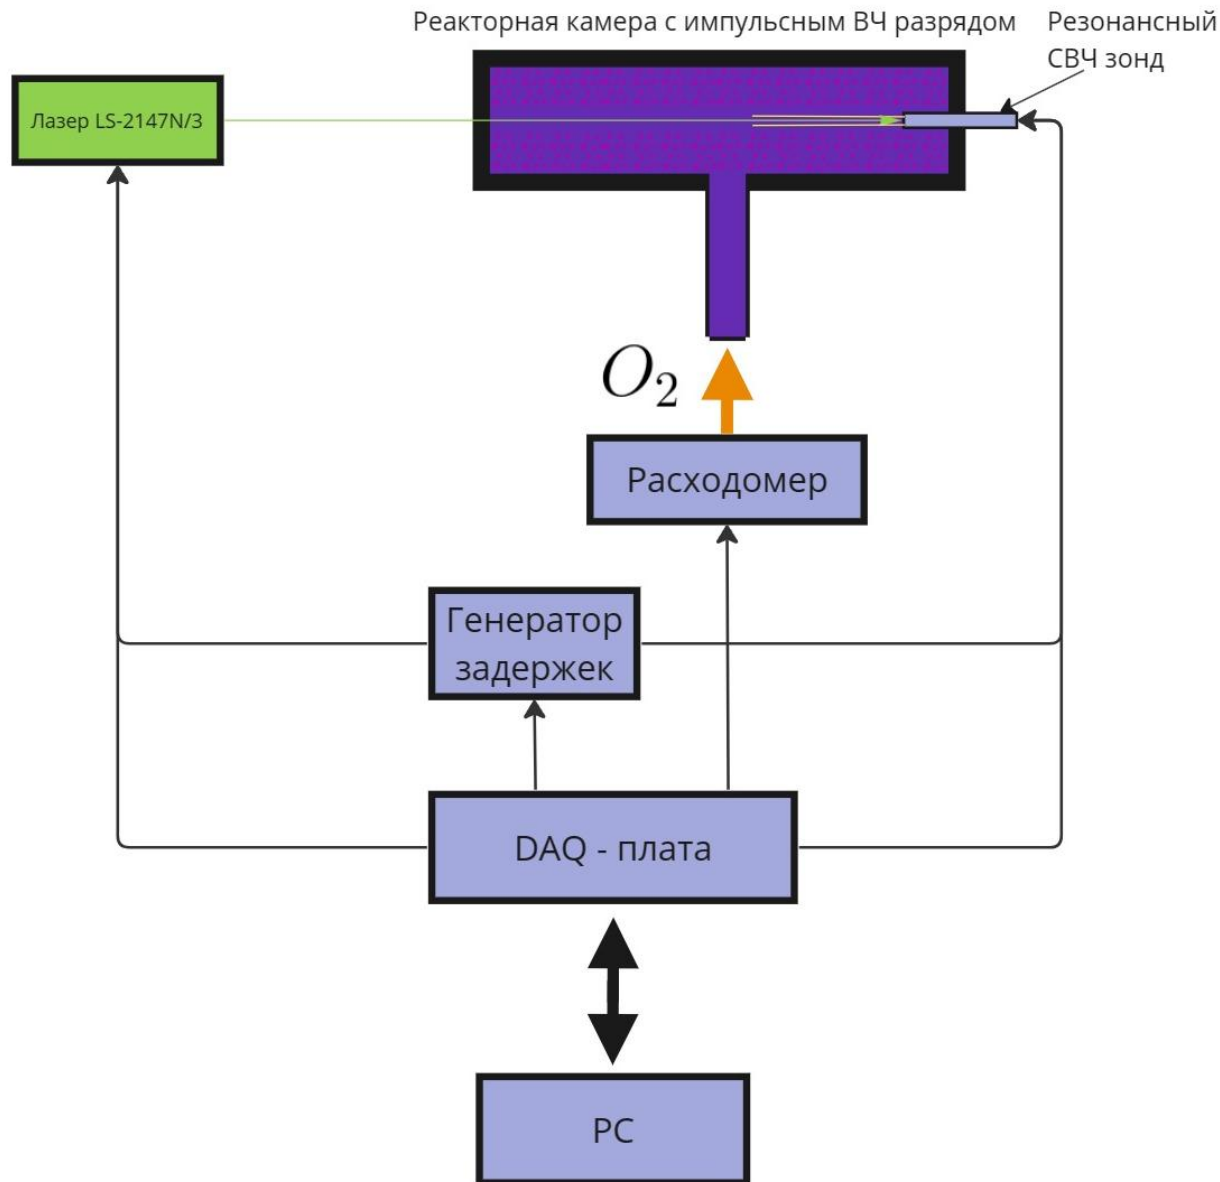 Реакторная камера с импульсным ВЧ разрядом
Резонансный
СВЧ зонд
Лазер LS-2147N/3
O₂
Расходомер
Генератор
задержек
DAQ - плата
PC